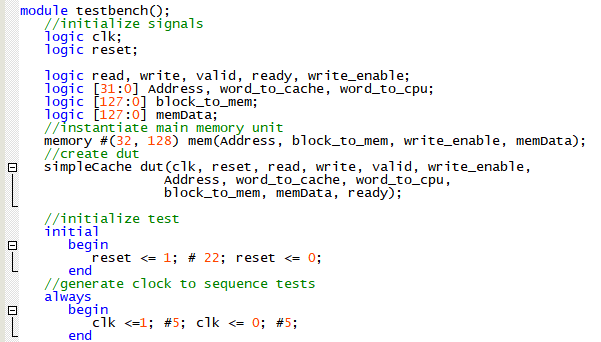 module testbench();
//initialize signals
logic clk;
logic reset;
logic read, write, valid, ready, write_enable;
logic [31:0] Address, word_to_cache, word_to_cpu;
logic [127:0] block_to_mem;
logic [127:0] memData;
//instantiate main memory unit
memory #(32, 128) mem(Address, block_to_mem, write_enable, memData);
//create dut
simpleCache dut(clk, reset, read, write, valid, write_enable,
Address, word_to_cache, word_to_cpu,
block_to_mem, memData, ready);
//initialize test
initial
begin
reset <= 1; # 22; reset <= 0;
end
//generate clock to sequence tests
always
begin
clk <=1; #5; clk <= 0; #5;
end